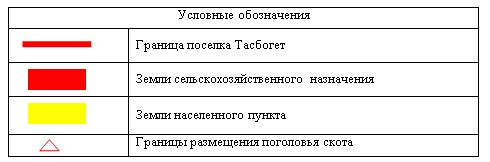 Условные обозначения
Граница поселка Тасбогет
Земли сельскохозяйственного назначения
Земли населенного пункта
Границы размещения поголовья скота